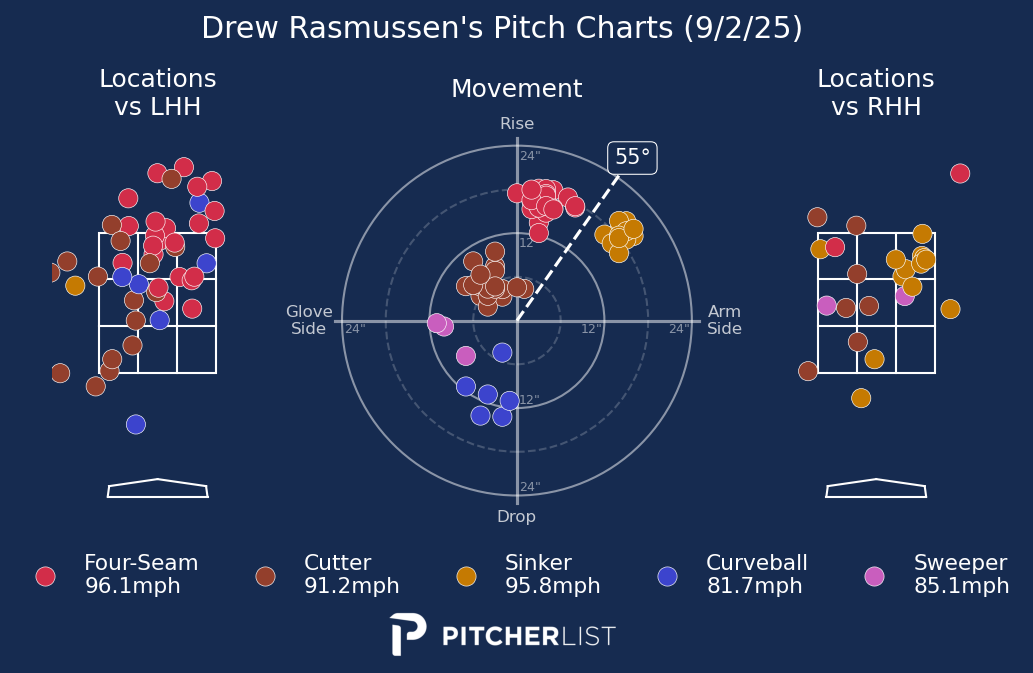 Drew Rasmussen's Pitch Charts (9/2/25)
Locations
vs LHH
Movement
Locations
vs RHH
Rise
24"
55°
12"
Glove
Side
24"
12"
24"
Arm
Side
12"
24"
Drop
Four-Seam
96.1mph
Cutter
91.2mph
Sinker
95.8mph
Curveball
81.7mph
Sweeper
85.1mph
PITCHERLIST